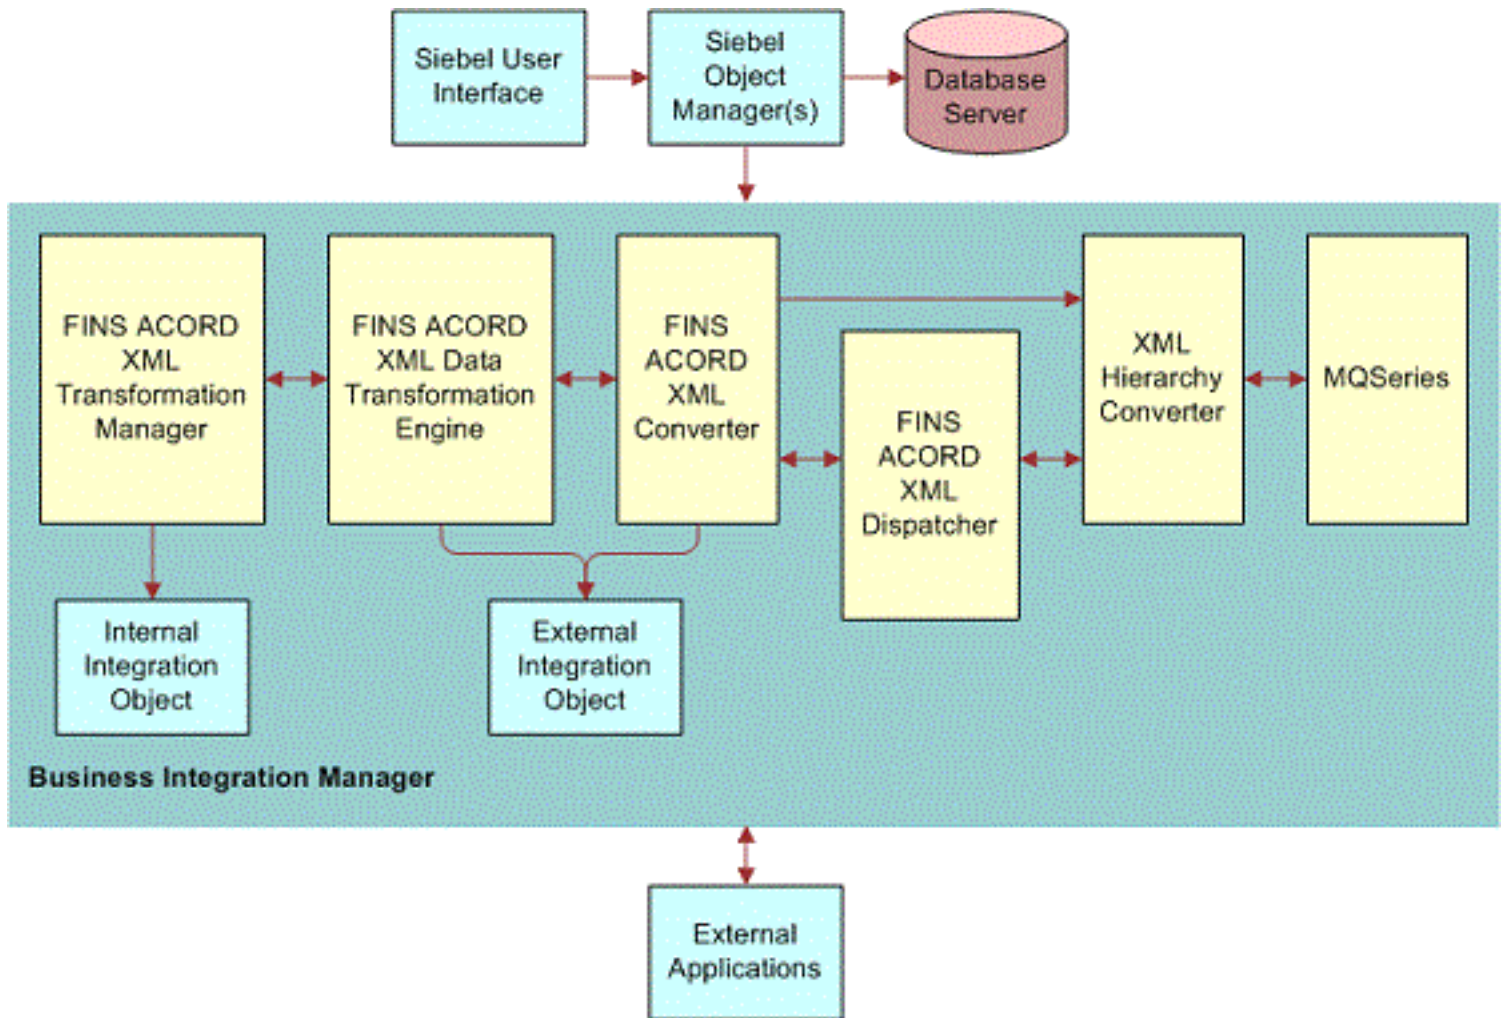 Siebel User
Interface
Siebel
Object
Manager(s)
Database
Server
FINS ACORD
XML
Transformation
Manager
FINS ACORD
XML Data
Transformation
Engine
FINS
ACORD
XML
Converter
FINS
ACORD
XML
Dispatcher
XML
Hierarchy
Converter
MQSeries
Internal
Integration
Object
External
Integration
Object
Business Integration Manager
External
Applications